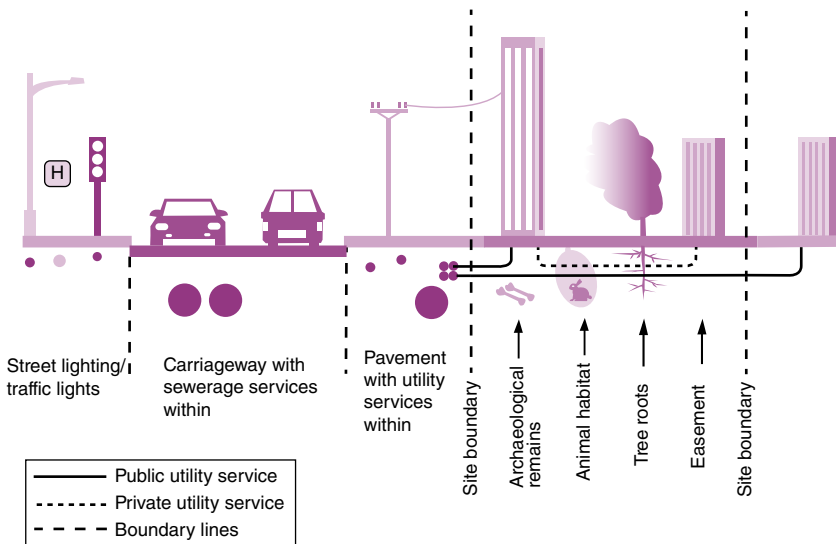 H
Street lighting/
traffic lights
Carriageway with
sewerage services
within
Pavement
with utility
services
within
Site boundary
Archaeological
remains
Animal habitat
Tree roots
Easement
Site boundary
Public utility service
Private utility service
Boundary lines